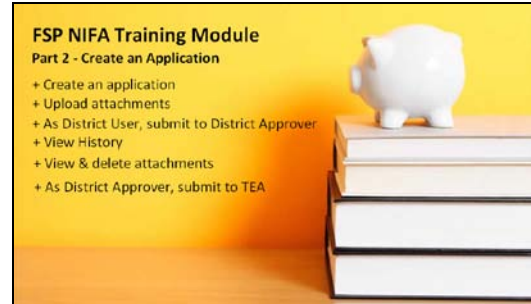 FSP NIFA Training Module
Part 2 - Create an Application
+ Create an application
+ Upload attachments
+ As District User, submit to District Approver
+ View History
+ View & delete attachments
+ As District Approver, submit to TEA